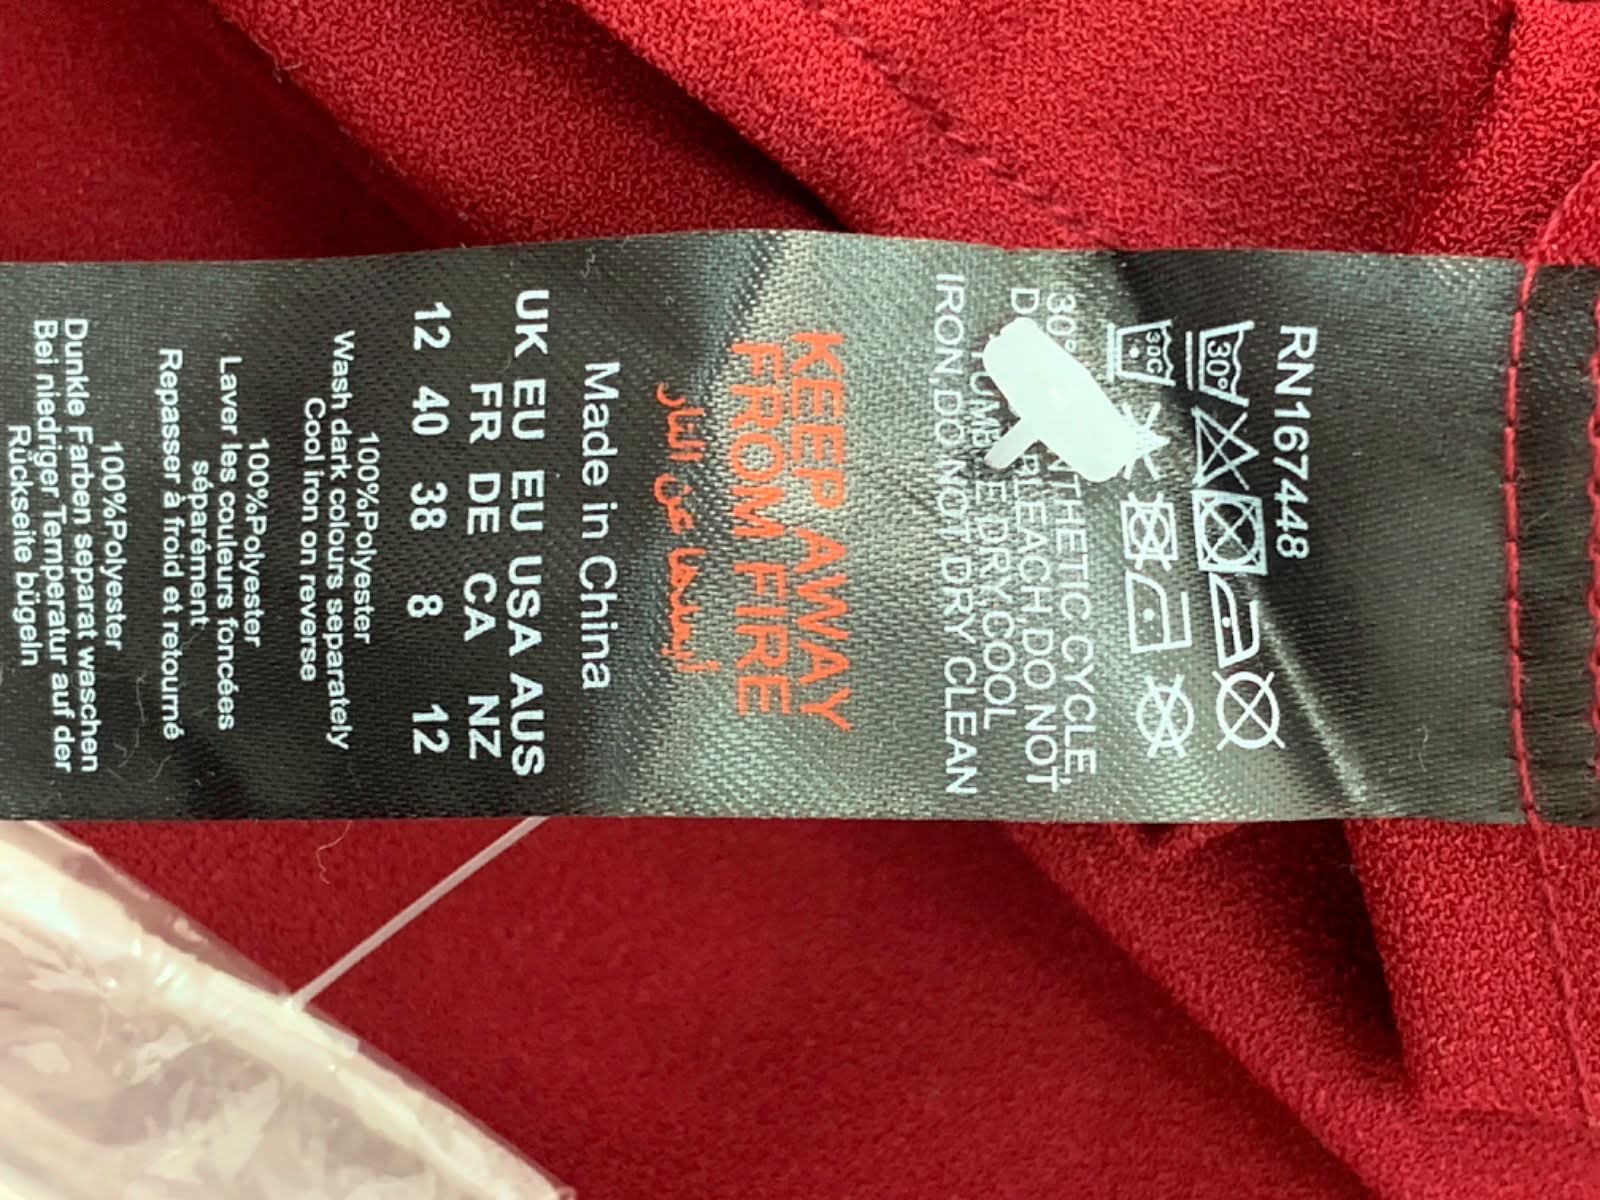 RN167448
30°
30C
30° NTHETIC CYCLE,
BLEACH, DO NOT
TUMBLE DRY, COOL
IRON, DO NOT DRY CLEAN
KEEP AWAY
FROM FIRE
أبعدها عن النار
Made in China
UK EU EU USA AUS
FR DE CA NZ
12 40 38 8 12
100%Polyester
Wash dark colours separately
Cool iron on reverse
100%Polyester
Laver les couleurs foncées
séparément
Repasser à froid et retourné
100%Polyester
Dunkle Farben separat waschen
Bei niedriger Temperatur auf der
Rückseite bügeln